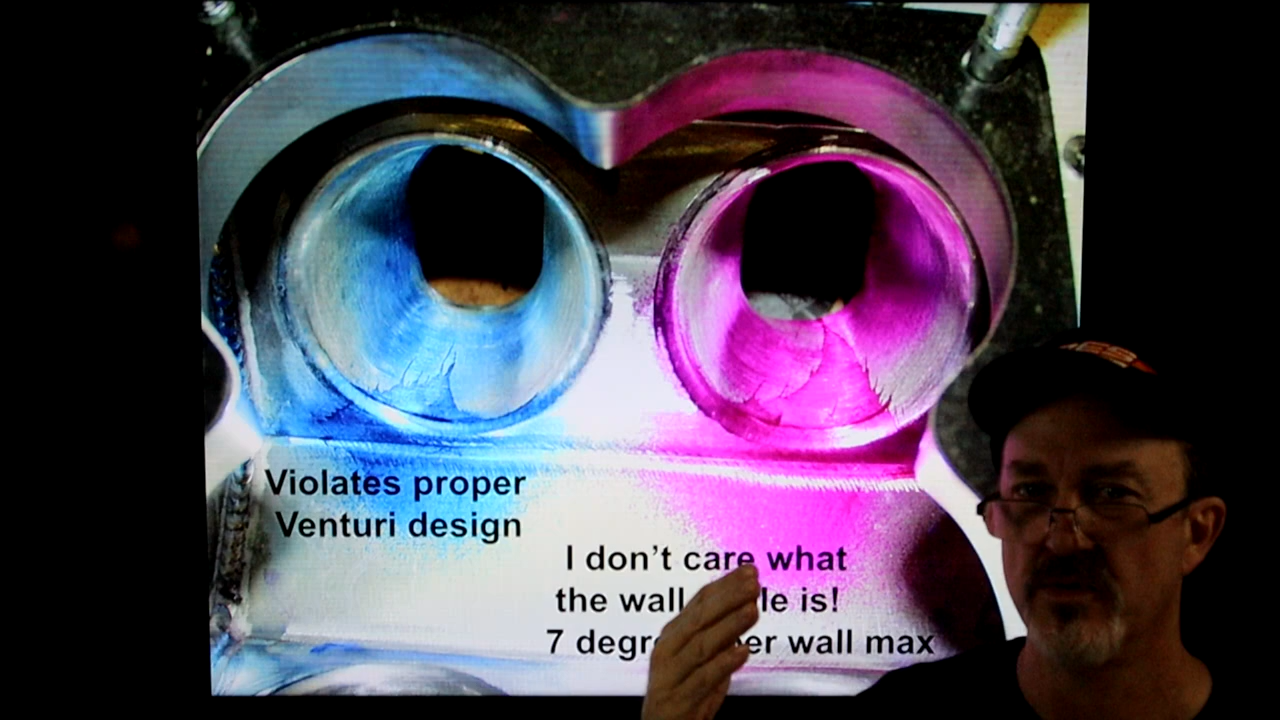 Violates proper
Venturi design
I don’t care what
the wall is!
7 wall max